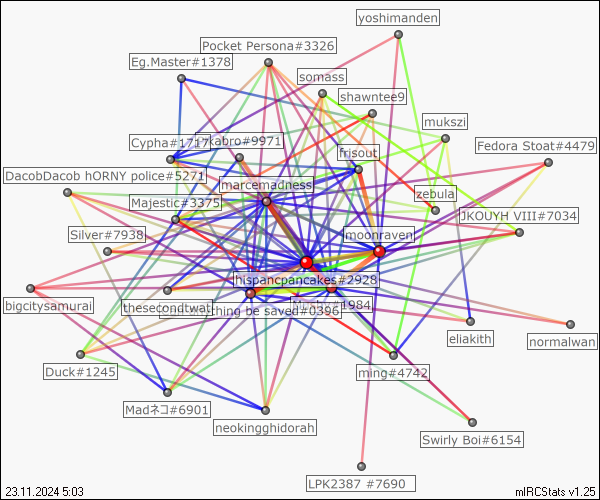 yoshimanden
Pocket Persona#3326
Eg.Master#1378
somass
shawntee9
mukszi
Cypha#1717
kabro#9971
frisout
Fedora Stoat#4479
DacobDacob hORNY police#5271
marcemadness
zebula
Majestic#3375
JKOUYH VIII#7034
Silver#7938
moonraven
hispancpancakes#2928
bigcitysamurai
thesecondtwat
thing be saved#0396
1984
eliakith
normalwan
Duck#1245
ming#4742
Madネコ#6901
neokingghidorah
Swirly Boi#6154
LPK2387 #7690
23.11.2024 5:03
mIRCStats v1.25